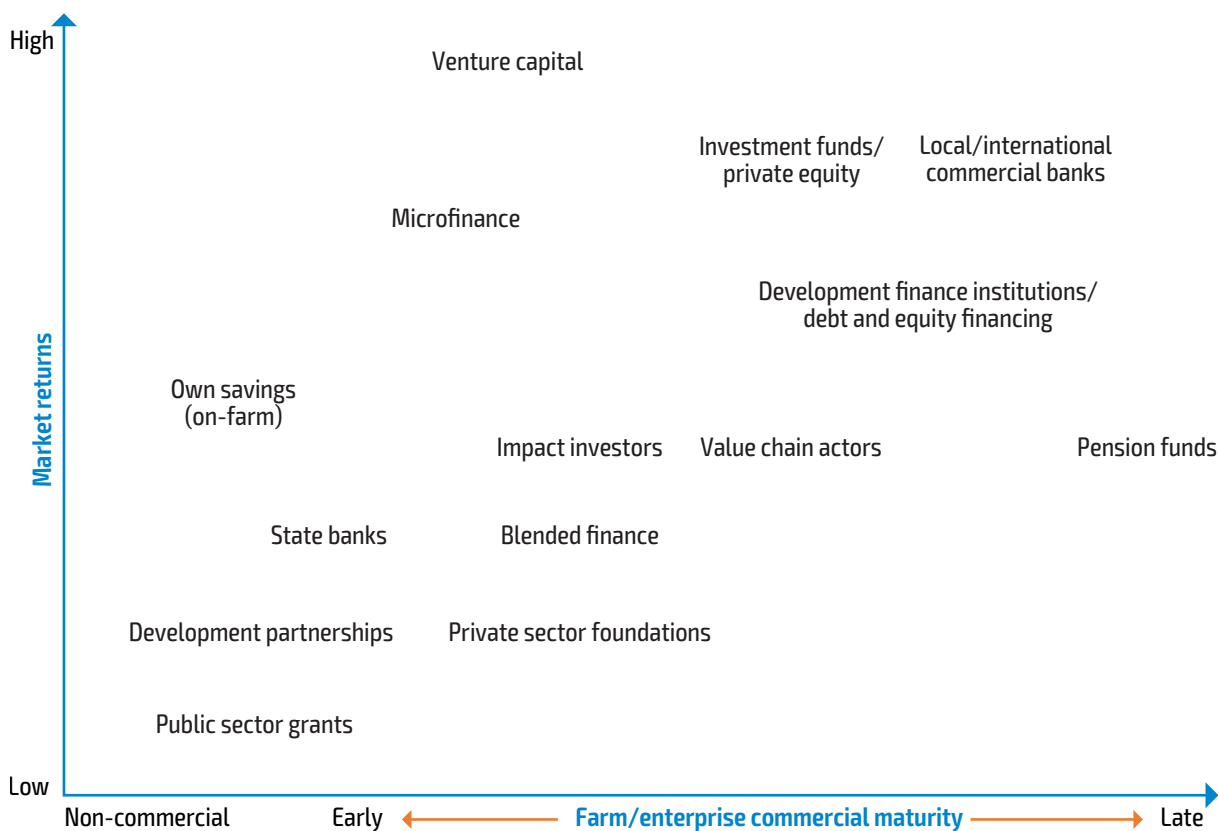 High
Venture capital
Investment funds/
private equity
Local/international
commercial banks
Microfinance
Development finance institutions/
debt and equity financing
Market returns
Own savings
(on-farm)
Impact investors
Value chain actors
Pension funds
State banks
Blended finance
Development partnerships
Private sector foundations
Public sector grants
Low
Non-commercial
Early
Farm/enterprise commercial maturity
Late